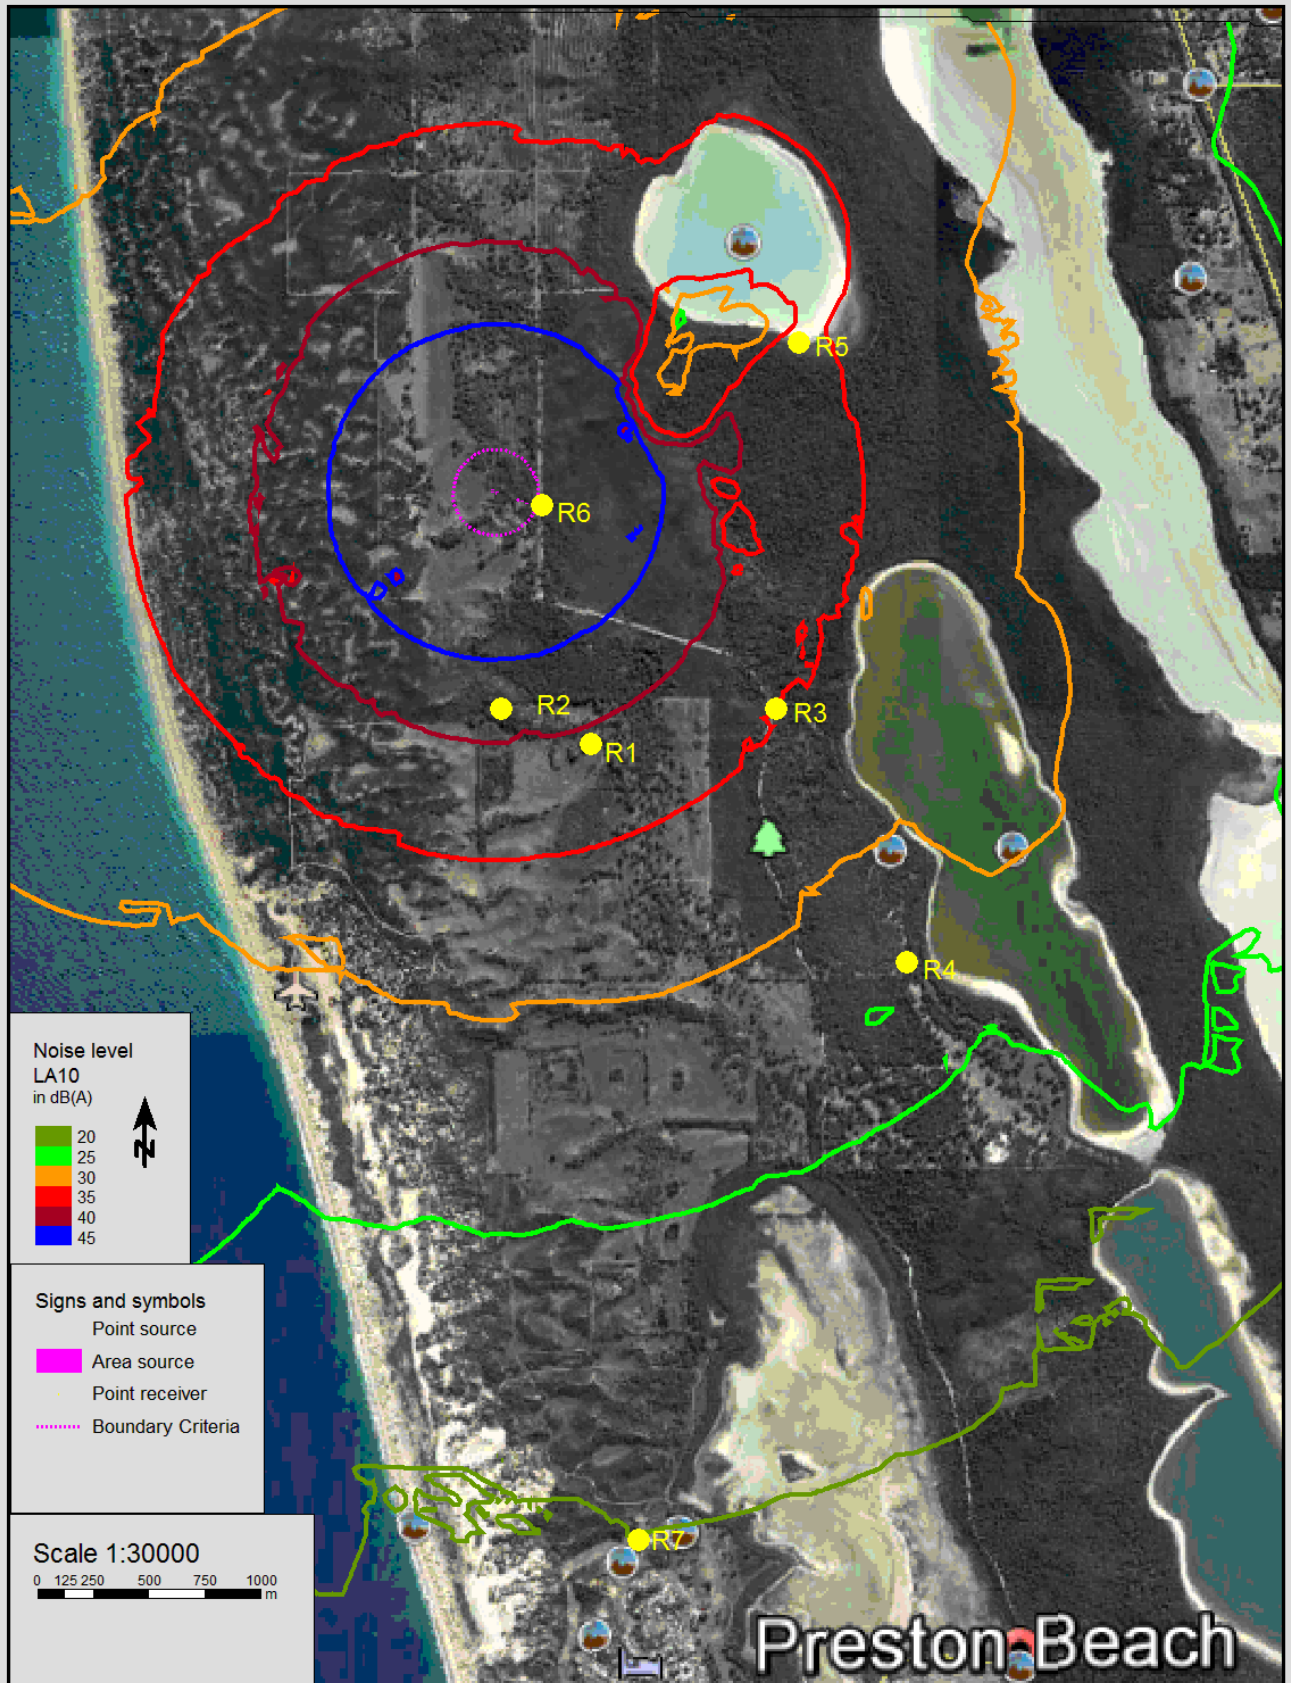 R5
R6
R2
R3
R1
R4
Noise level
LA10
in dB(A)
N
20
25
30
35
40
45
Signs and symbols
Point source
Area source
Point receiver
Boundary Criteria
R7
Scale 1:30000
0 125 250 500 750 1000
m
Preston Beach